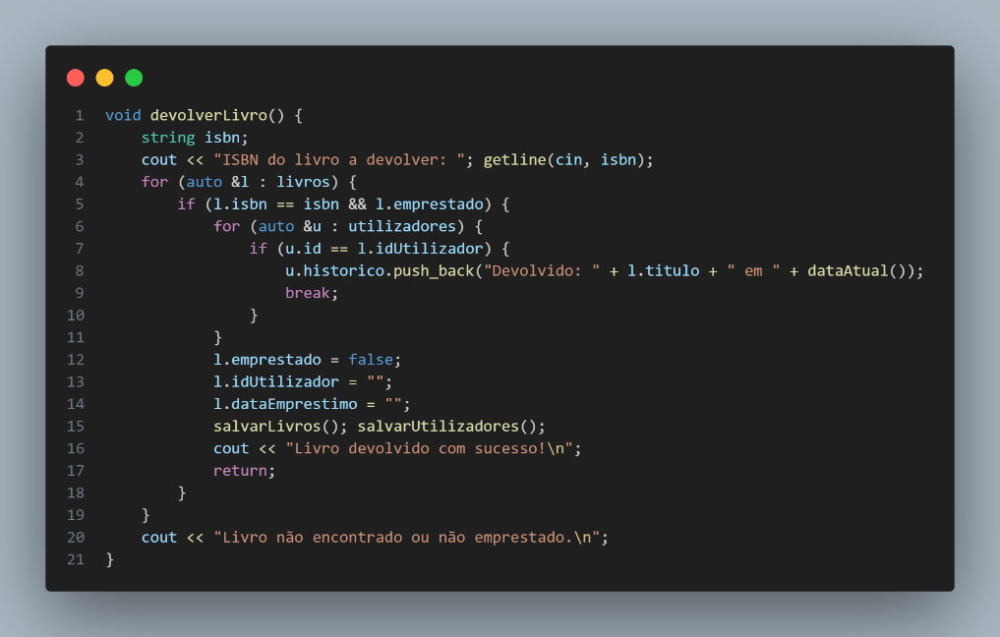 1 void devolverLivro() {
2     string isbn;
3     cout << "ISBN do livro a devolver: "; getline(cin, isbn);
4     for (auto &l : livros) {
5         if (l.isbn == isbn && l.emprestado) {
6             for (auto &u : utilizadores) {
7                 if (u.id == l.idUtilizador) {
8                     u.historico.push_back("Devolvido: " + l.titulo + " em " + dataAtual());
9                     break;
10                 }
11             }
12             l.emprestado = false;
13             l.idUtilizador = "";
14             l.dataEmprestimo = "";
15             salvarLivros(); salvarUtilizadores();
16             cout << "Livro devolvido com sucesso!\n";
17             return;
18         }
19     }
20     cout << "Livro não encontrado ou não emprestado.\n";
21 }